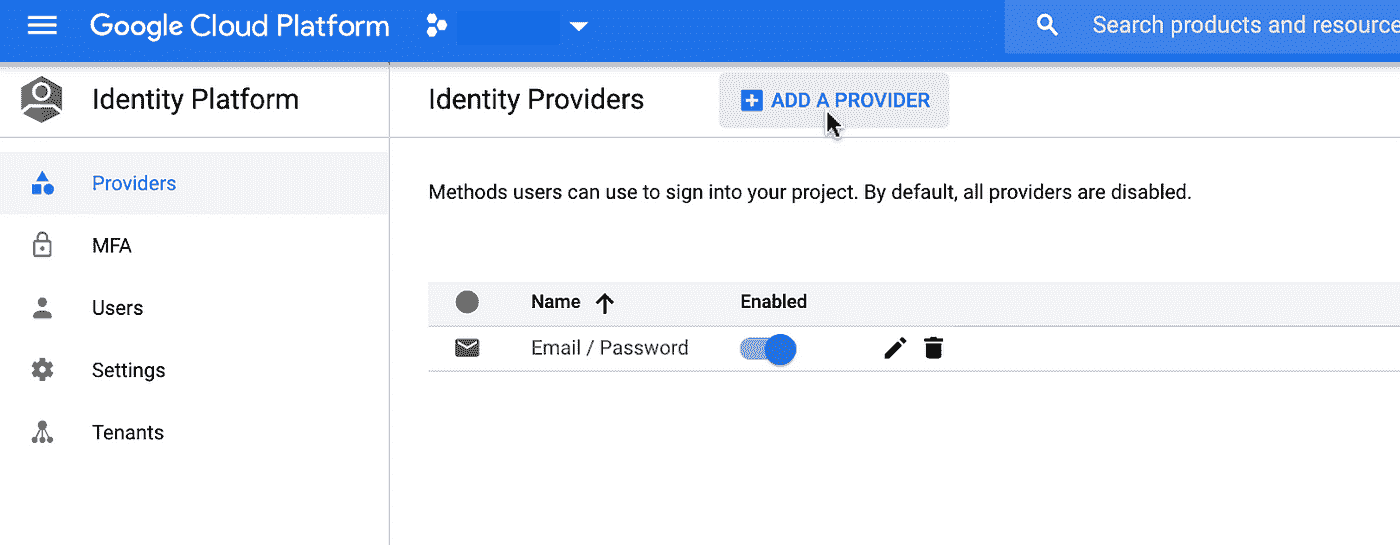 Google Cloud Platform
Search products and resource
Identity Platform
Identity Providers
ADD A PROVIDER
Providers
MFA
Users
Settings
Tenants
Methods users can use to sign into your project. By default, all providers are disabled.
Name Enabled
Email / Password